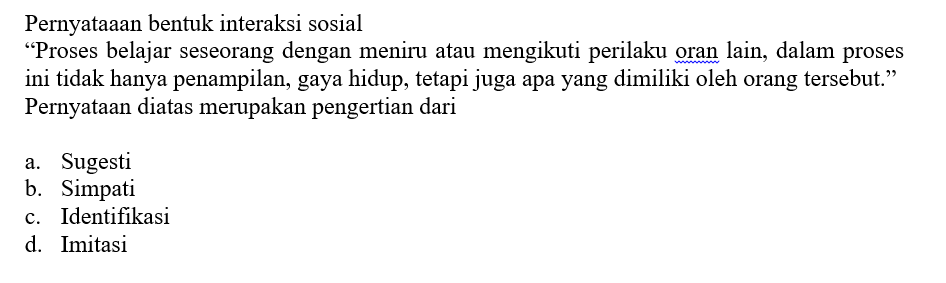 Pernyataaan bentuk interaksi sosial
“Proses belajar seseorang dengan meniru atau mengikuti perilaku oran lain, dalam proses
ini tidak hanya penampilan, gaya hidup, tetapi juga apa yang dimiliki oleh orang tersebut.”
Pernyataan diatas merupakan pengertian dari
a. Sugesti
b. Simpati
c. Identifikasi
d. Imitasi